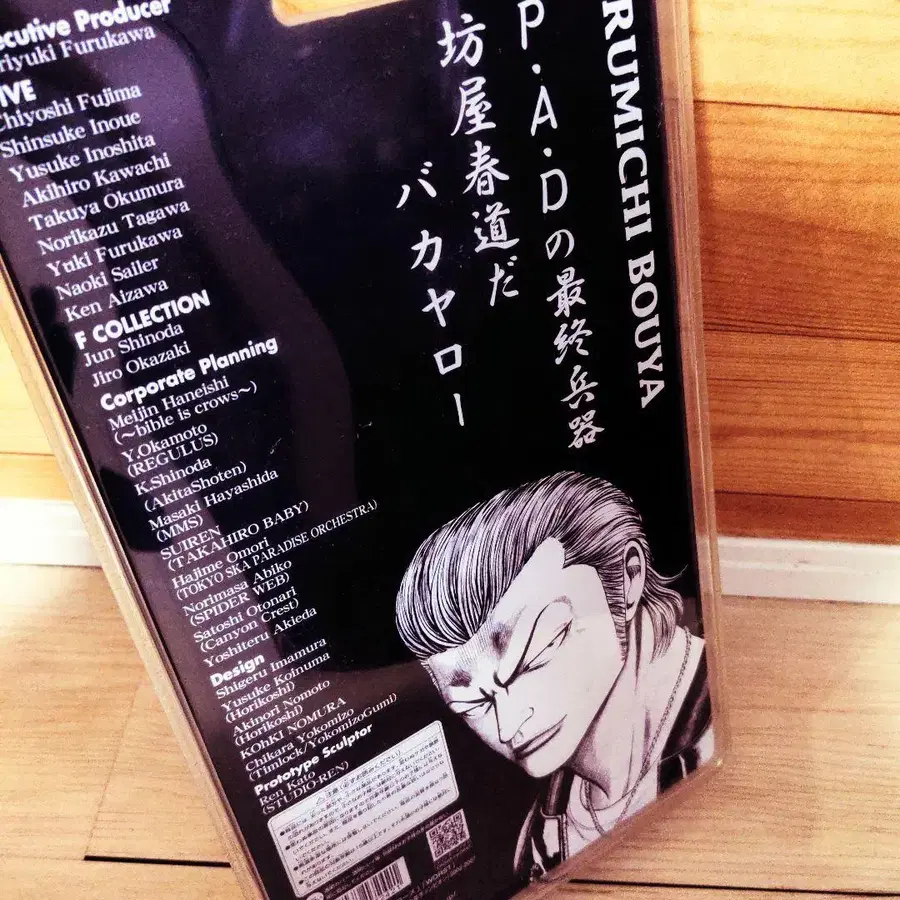 RUMICHI BOUYA
P.A.Dの最終兵器
坊屋春道だ
バカヤロー
ecutive Producer
riyuki Furukawa
IVE
Chiyoshi Fujima
Shinsuke Inoue
Yusuke Inoshita
Akihiro Kawachi
Takuya Okumura
Norikazu Tagawa
Yuki Furukawa
Naoki Sailer
Ken Aizawa
F COLLECTION
Jun Shinoda
Jiro Okazaki
Corporate Planning
Meijin Haneishi
(~bible is crows~)
Y.Okamoto
(REGULUS)
K.Shinoda
(AkitaShoten)
Masaki Hayashida
(MMS)
SUIREN
(TAKAHIRO BABY)
Hajime Omori
(TOKYO SKA PARADISE ORCHESTRA)
Norimasa Abiko
(SPIDER WEB)
Satoshi Otonari
(Canyon Crest)
Yoshiteru Akieda
Design
Shigeru Imamura
Yusuke Koinuma
(Horikoshi)
Akinori Nomoto
(Horikoshi)
KOHKI NOMURA
Chikara Yokomizo
(Timlock/YokomizoGumi)
Prototype Sculptor
Ren Kato
(STUDIO-REN)